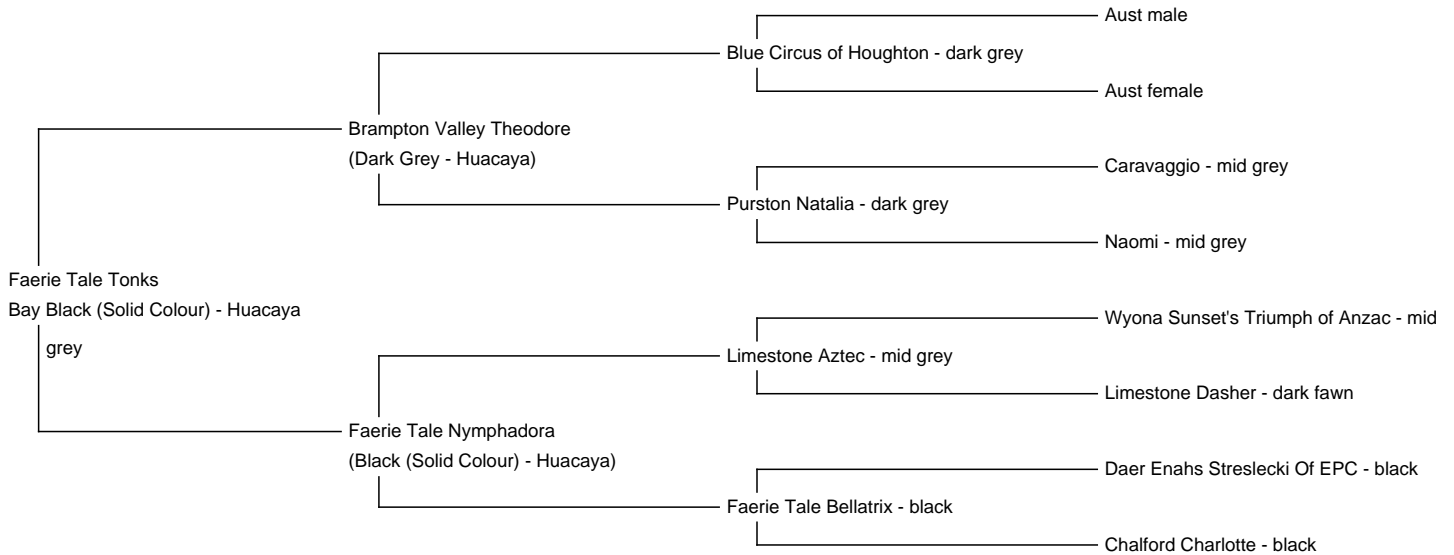 Aust male
Blue Circus of Houghton - dark grey
Aust female
Brampton Valley Theodore
(Dark Grey - Huacaya)
Caravaggio - mid grey
Purston Natalia - dark grey
Naomi - mid grey
Faerie Tale Tonks
Bay Black (Solid Colour) - Huacaya
grey
Wyona Sunset's Triumph of Anzac - mid
Limestone Aztec - mid grey
Limestone Dasher - dark fawn
Faerie Tale Nymphadora
(Black (Solid Colour) - Huacaya)
Daer Enahs Streslecki Of EPC - black
Faerie Tale Bellatrix - black
Chalford Charlotte - black